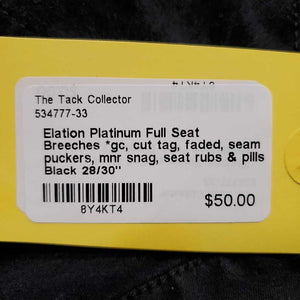 The Tack Collector
534777-33
Elation Platinum Full Seat
Breeches *gc, cut tag, faded, seam
puckers, mnr snag, seat rubs & pills
Black 28/30"
8Y4KT4
$50.00